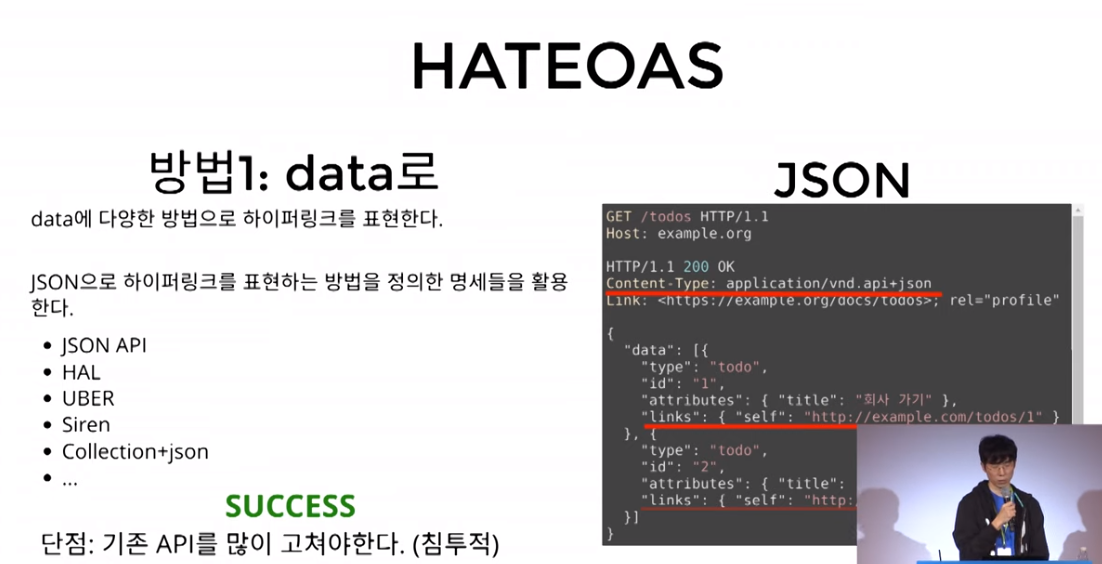 HATEOAS
방법1: data로
data에 다양한 방법으로 하이퍼링크를 표현한다.
JSON으로 하이퍼링크를 표현하는 방법을 정의한 명세들을 활용
한다.
• JSON API
• HAL
• UBER
• Siren
• Collection+json
• ...
SUCCESS
단점: 기존 API를 많이 고쳐야한다. (침투적)
JSON
GET /todos HTTP/1.1
Host: example.org
HTTP/1.1 200 OK
Content-Type: application/vnd.api+json
Link: <https://example.org/docs/todos>; rel="profile"
{
"data": [{
"type": "todo",
"id": "1",
"attributes": { "title": "회사 가기" },
"links": { "self": "http://example.com/todos/1" }
}, {
"type": "todo",
"id": "2",
"attributes": { "title":
"links": { "self": "http:
}]
}